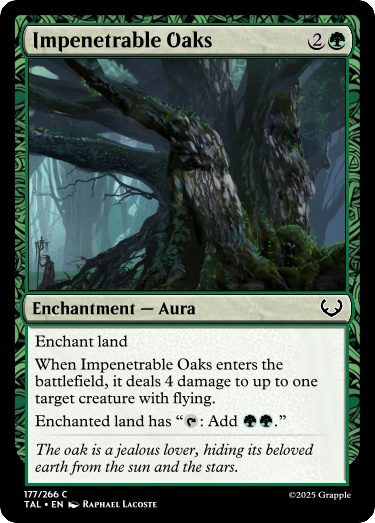 Impenetrable Oaks 2
Enchantment — Aura
Enchant land
When Impenetrable Oaks enters the
battlefield, it deals 4 damage to up to one
target creature with flying.
Enchanted land has “: Add .”
The oak is a jealous lover, hiding its beloved
earth from the sun and the stars.
177/266 C
TAL • EN Raphael Lacoste
©2025 Grapple